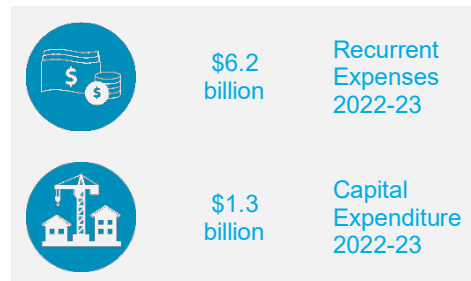 $
$
$6.2
billion
Recurrent
Expenses
2022-23
$1.3
billion
Capital
Expenditure
2022-23